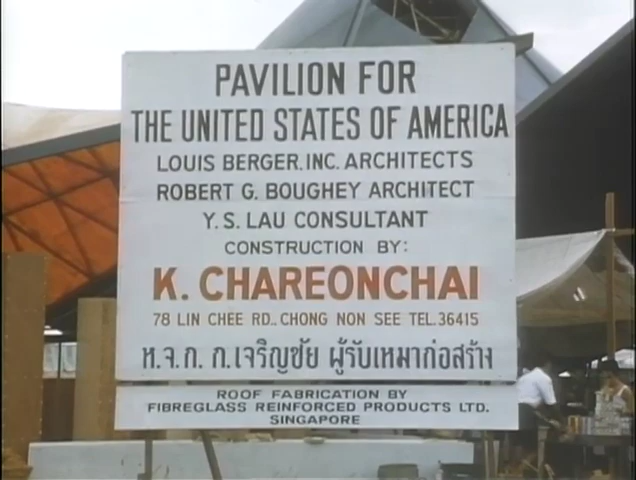 PAVILION FOR
THE UNITED STATES OF AMERICA
LOUIS BERGER. INC. ARCHITECTS
ROBERT G. BOUGHEY ARCHITECT
Y. S. LAU CONSULTANT
CONSTRUCTION BY:
K. CHAREONCHAI
78 LIN CHEE RD.. CHONG NON SEE TEL. 36415
ห.จ.ก. ก.เจริญชัย ผู้รับเหมาก่อสร้าง
ROOF FABRICATION BY
FIBREGLASS REINFORCED PRODUCTS LTD.
SINGAPORE